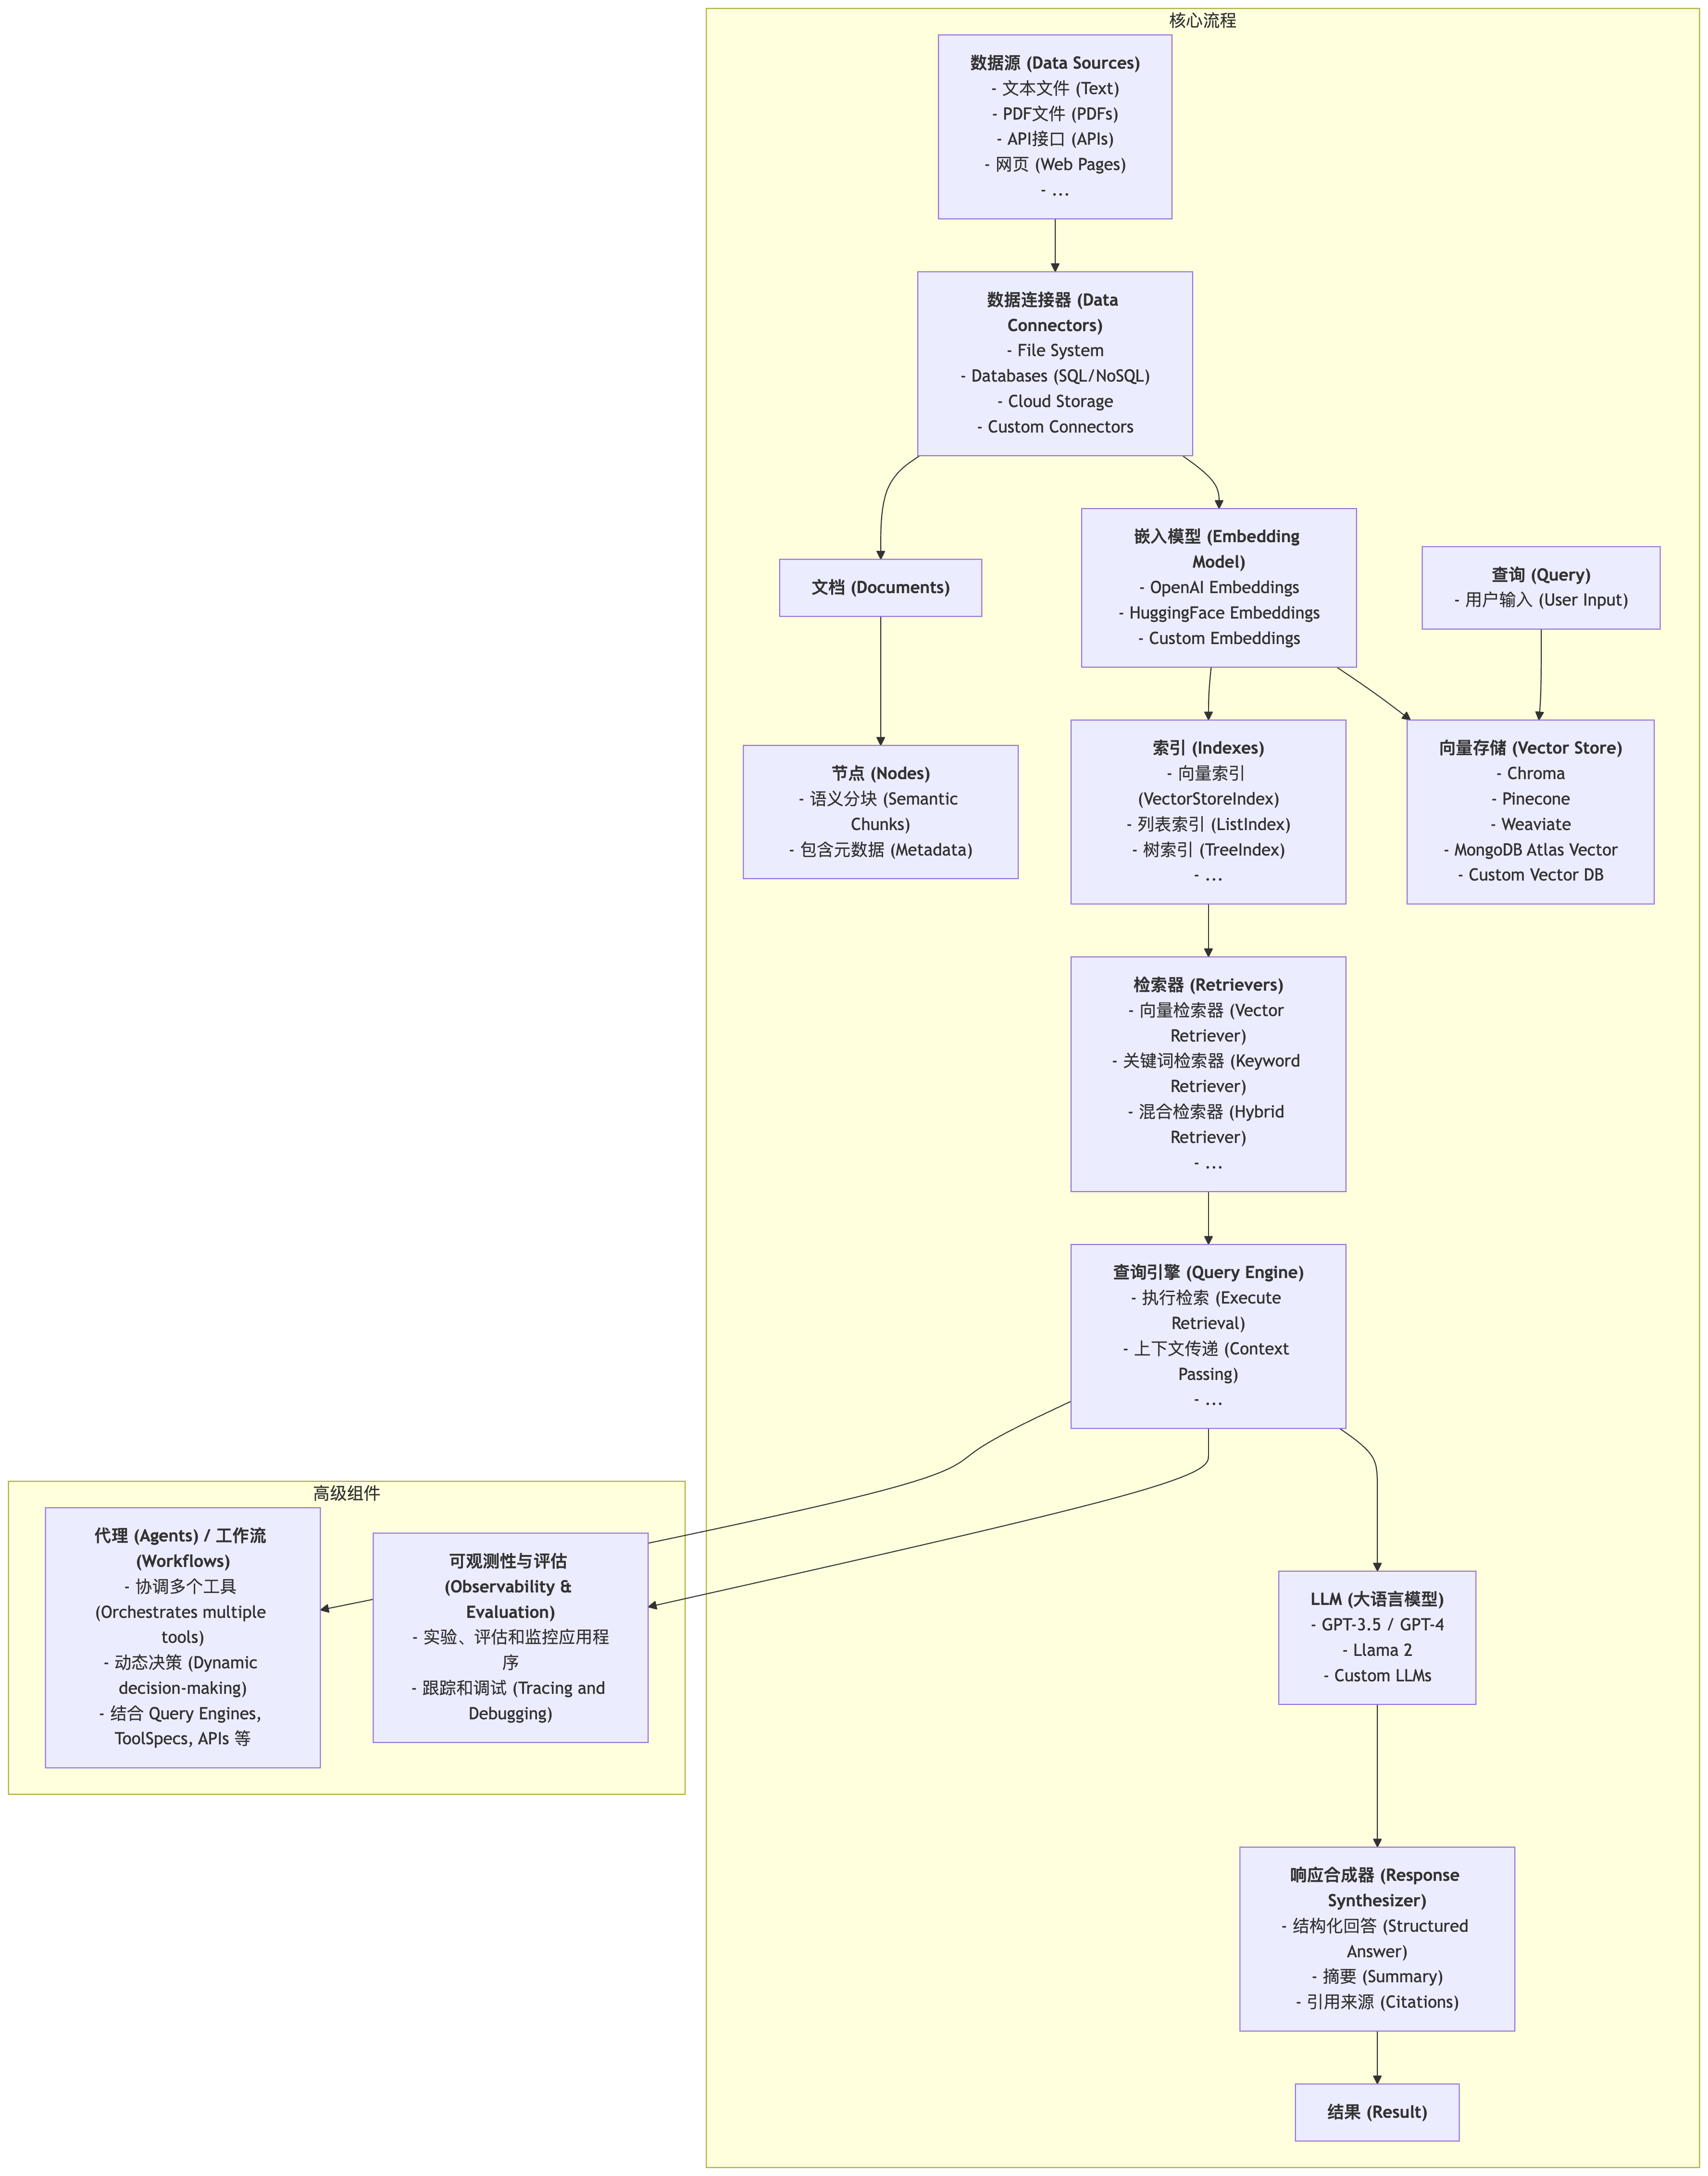 核心流程
数据源 (Data Sources)
- 文本文件 (Text)
- PDF文件 (PDFs)
- API接口 (APIs)
- 网页 (Web Pages)
- ...
数据连接器 (Data
Connectors)
- File System
- Databases (SQL/NoSQL)
- Cloud Storage
- Custom Connectors
文档 (Documents)
嵌入模型 (Embedding
Model)
- OpenAI Embeddings
- HuggingFace Embeddings
- Custom Embeddings
查询 (Query)
- 用户输入 (User Input)
节点 (Nodes)
- 语义分块 (Semantic
Chunks)
- 包含元数据 (Metadata)
索引 (Indexes)
- 向量索引
(VectorStoreIndex)
- 列表索引 (ListIndex)
- 树索引 (TreeIndex)
- ...
向量存储 (Vector Store)
- Chroma
- Pinecone
- Weaviate
- MongoDB Atlas Vector
- Custom Vector DB
检索器 (Retrievers)
- 向量检索器 (Vector
Retriever)
- 关键词检索器 (Keyword
Retriever)
- 混合检索器 (Hybrid
Retriever)
- ...
查询引擎 (Query Engine)
- 执行检索 (Execute
Retrieval)
- 上下文传递 (Context
Passing)
- ...
高级组件
代理 (Agents) / 工作流
(Workflows)
- 协调多个工具
(Orchestrates multiple
tools)
- 动态决策 (Dynamic
decision-making)
- 结合 Query Engines,
ToolSpecs, APIs 等
可观测性与评估
(Observability &
Evaluation)
- 实验、评估和监控应用程
序
- 跟踪和调试 (Tracing and
Debugging)
LLM (大语言模型)
- GPT-3.5 / GPT-4
- Llama 2
- Custom LLMs
响应合成器 (Response
Synthesizer)
- 结构化回答 (Structured
Answer)
- 摘要 (Summary)
- 引用来源 (Citations)
结果 (Result)